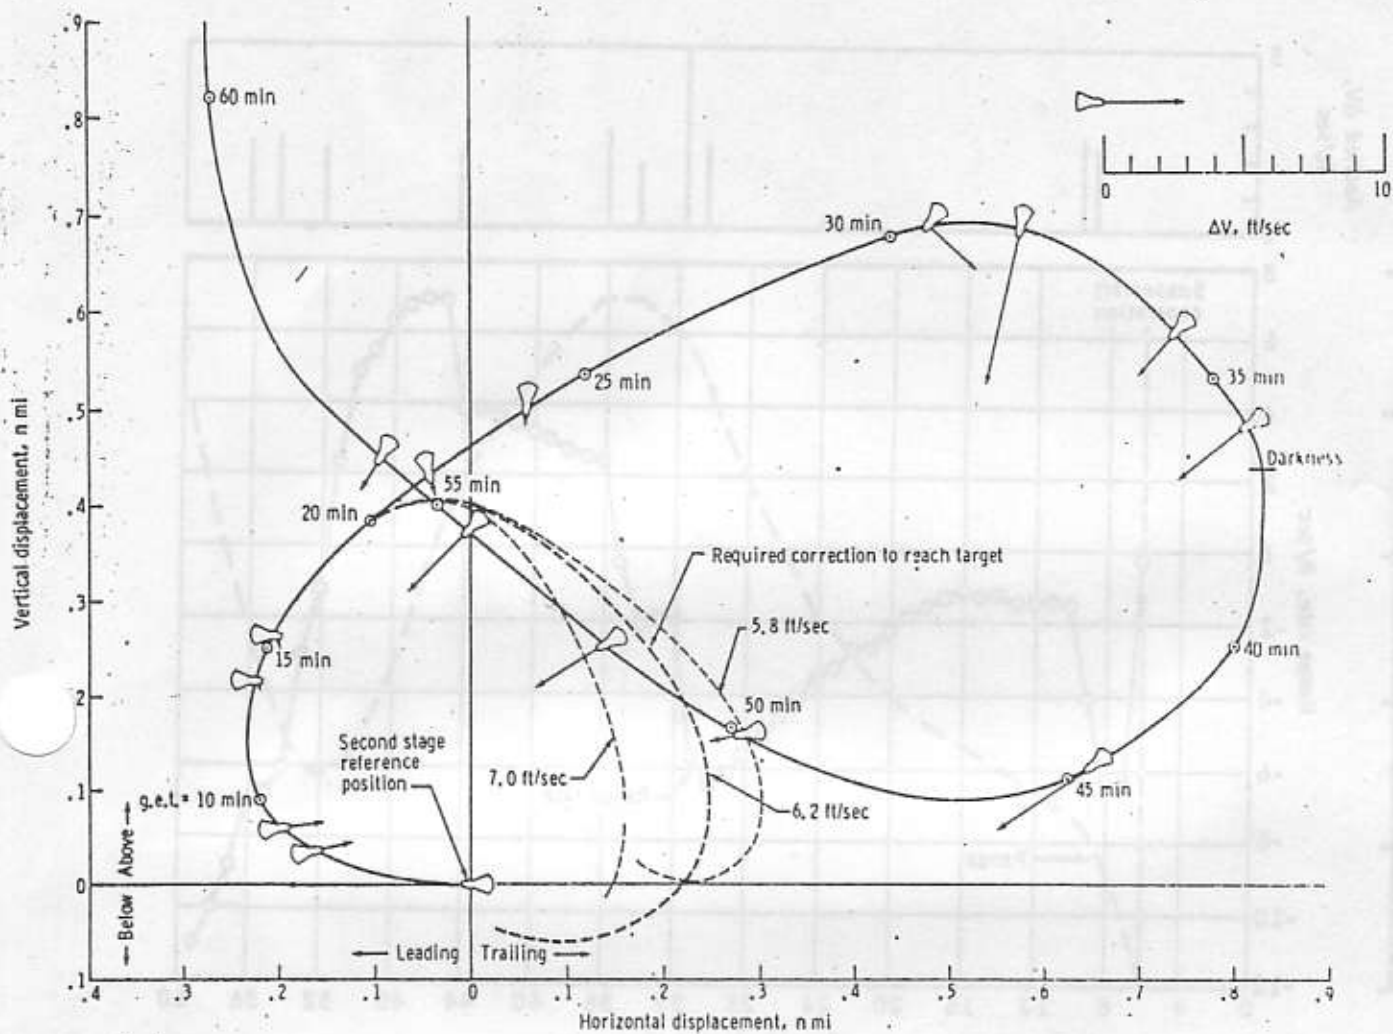 .9
.8
.7
.6
.5
.4
.3
.2
.1
0
.1
Vertical displacement, n mi
← Below Above →
60 min
30 min
0 10
ΔV, ft/sec
25 min
35 min
Darkness
55 min
20 min
Required correction to reach target
5.8 ft/sec
40 min
15 min
50 min
Second stage
reference
position
7.0 ft/sec
6.2 ft/sec
45 min
g.e.t. = 10 min
← Leading Trailing →
.4 .3 .2 .1 0 .1 .2 .3 .4 .5 .6 .7 .8 .9
Horizontal displacement, n mi